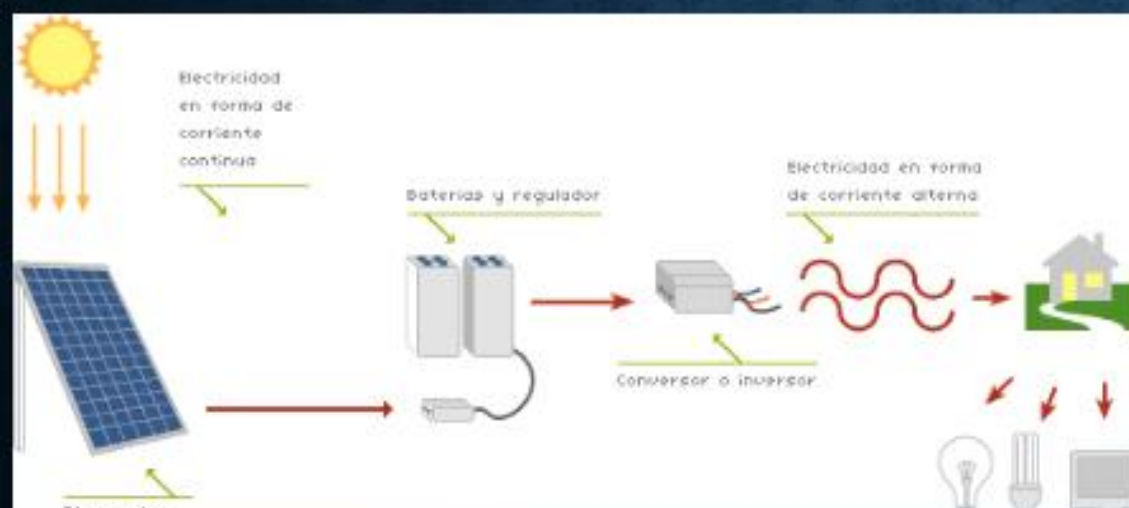 Electricidad
en forma de
corriente
continua
Baterias y regulador
Electricidad en forma
de corriente alterna
Conversor o inversor